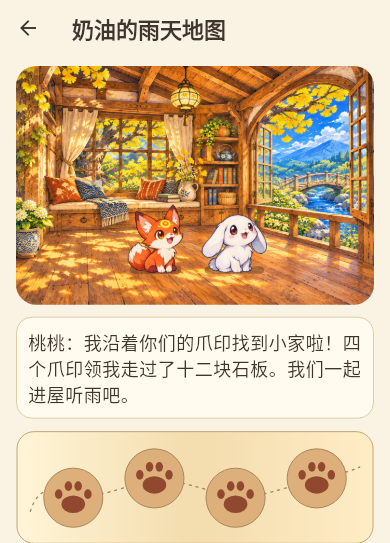 奶油的雨天地图
桃桃：我沿着你们的爪印找到小家啦！四
个爪印领我走过了十二块石板。我们一起
进屋听雨吧。